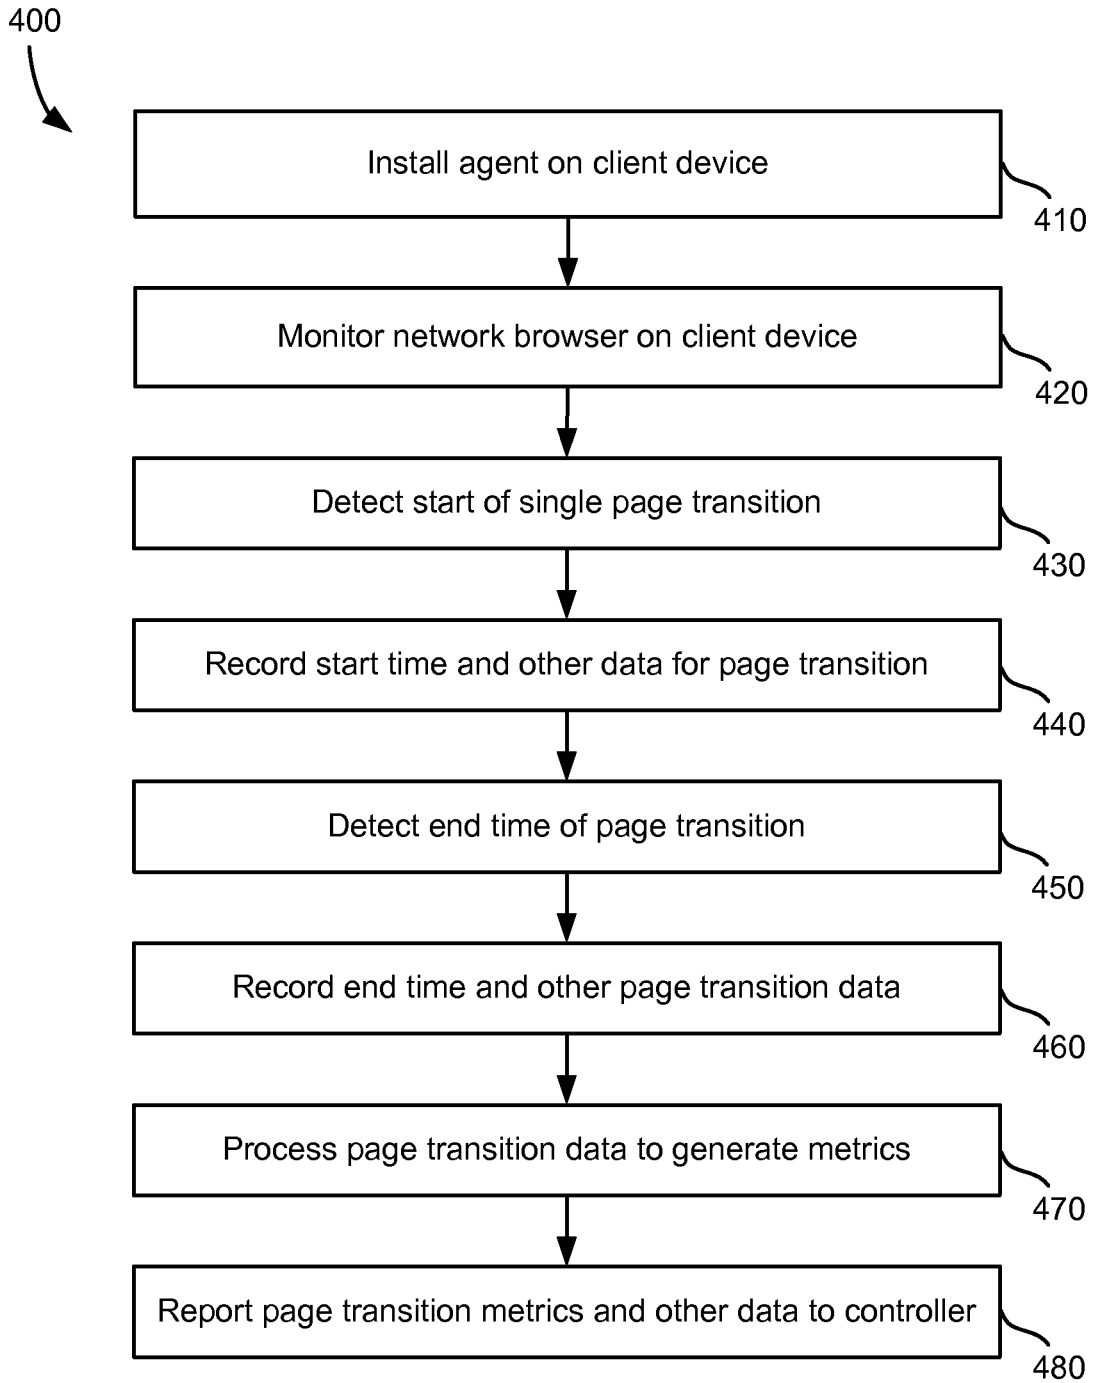 400
Install agent on client device
410
Monitor network browser on client device
420
Detect start of single page transition
430
Record start time and other data for page transition
440
Detect end time of page transition
450
Record end time and other page transition data
460
Process page transition data to generate metrics
470
Report page transition metrics and other data to controller
480